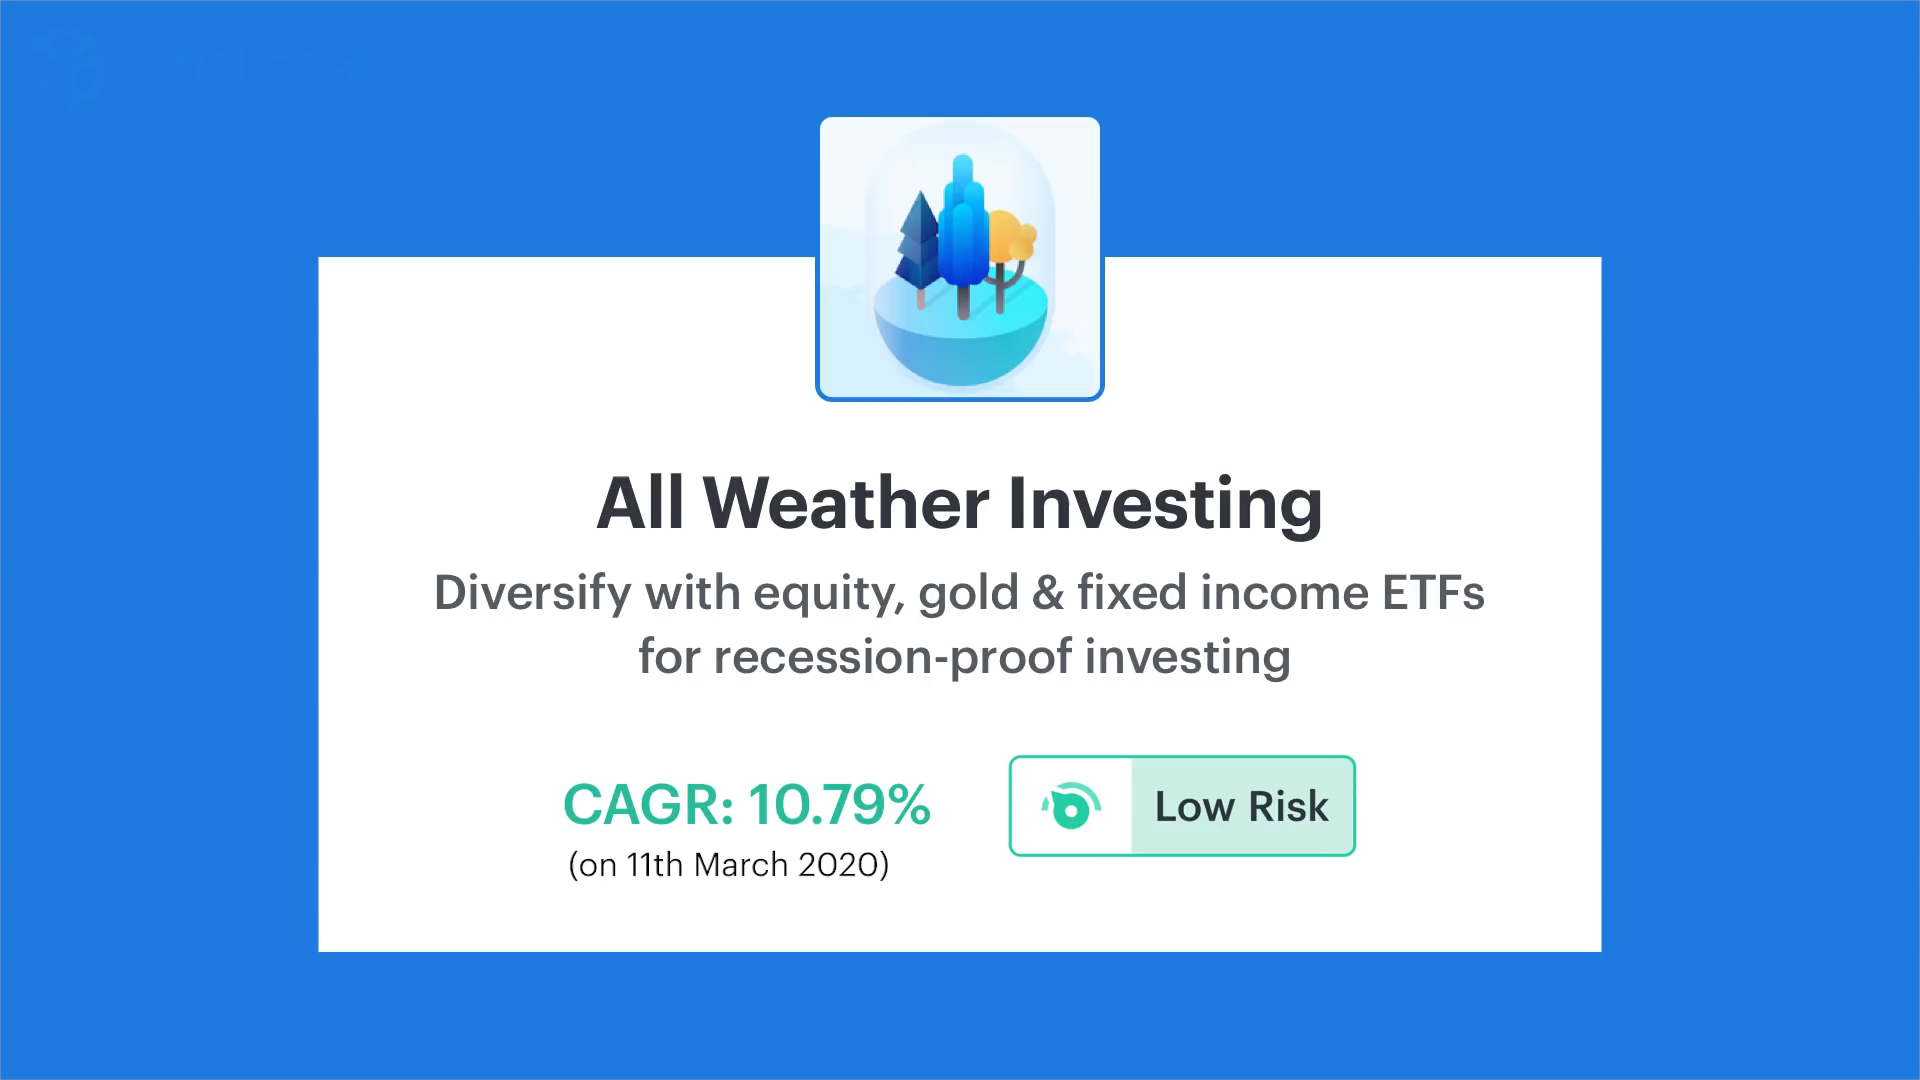 smallcase
All Weather Investing
Diversify with equity, gold & fixed income ETFs
for recession-proof investing
CAGR: 10.79%
(on 11th March 2020)
Low Risk